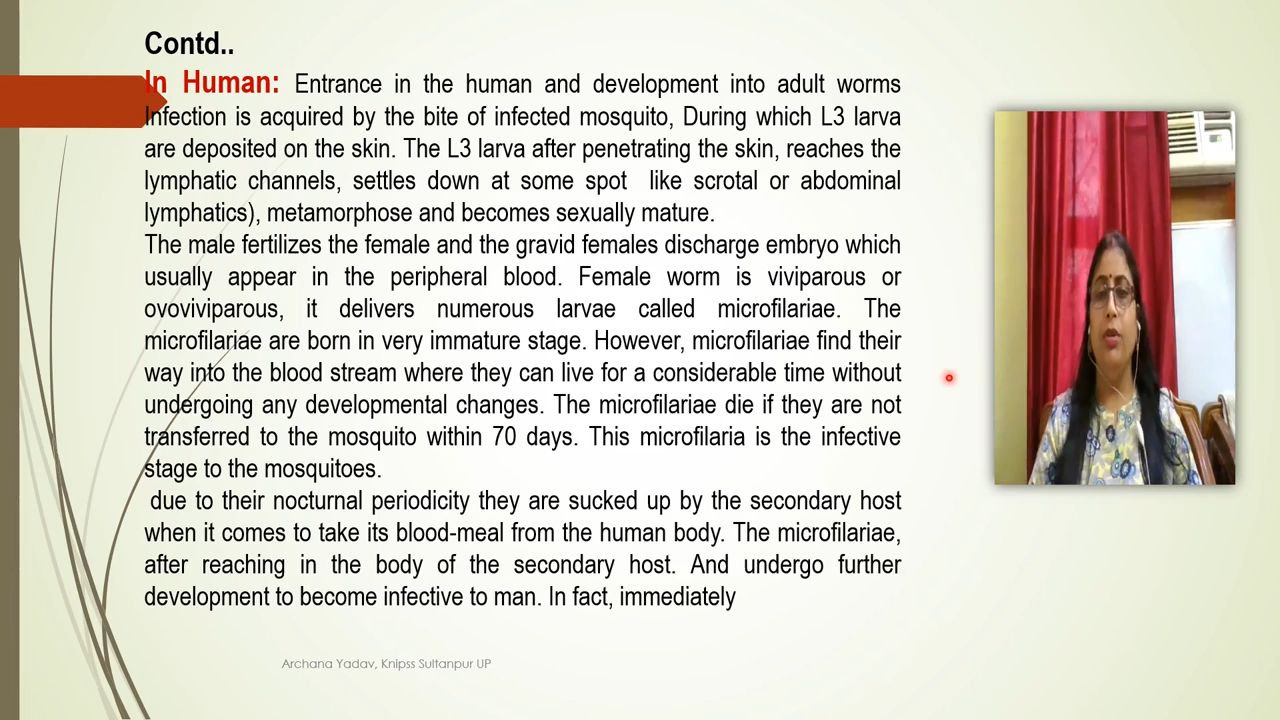 Contd..
In Human: Entrance in the human and development into adult worms
Infection is acquired by the bite of infected mosquito, During which L3 larva
are deposited on the skin. The L3 larva after penetrating the skin, reaches the
lymphatic channels, settles down at some spot like scrotal or abdominal
lymphatics), metamorphose and becomes sexually mature.
The male fertilizes the female and the gravid females discharge embryo which
usually appear in the peripheral blood. Female worm is viviparous or
ovoviviparous, it delivers numerous larvae called microfilariae. The
microfilariae are born in very immature stage. However, microfilariae find their
way into the blood stream where they can live for a considerable time without
undergoing any developmental changes. The microfilariae die if they are not
transferred to the mosquito within 70 days. This microfilaria is the infective
stage to the mosquitoes.
due to their nocturnal periodicity they are sucked up by the secondary host
when it comes to take its blood-meal from the human body. The microfilariae,
after reaching in the body of the secondary host. And undergo further
development to become infective to man. In fact, immediately
Archana Yadav, Knipss Sultanpur UP